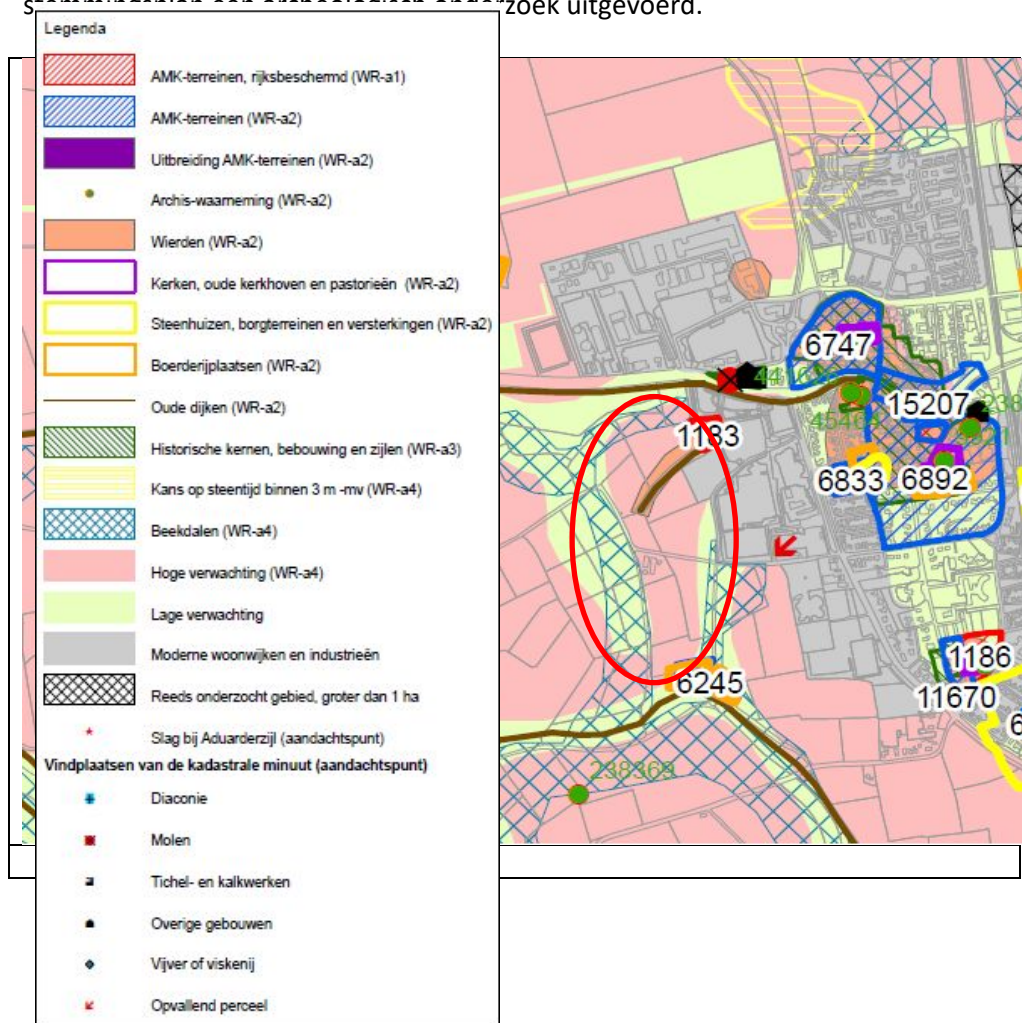 zoek uitgevoerd.
Legenda
AMK-terreinen, rijksbeschermd (WR-a1)
AMK-terreinen (WR-a2)
Uitbreiding AMK-terreinen (WR-a2)
Archis-waarneming (WR-a2)
Wierden (WR-a2)
Kerken, oude kerkhoven en pastorieën (WR-a2)
Steenhuizen, borgterreinen en versterkingen (WR-a2)
Boerderijplaatsen (WR-a2)
Oude dijken (WR-a2)
Historische kernen, bebouwing en zijlen (WR-a3)
Kans op steentijd binnen 3 m -mv (WR-a4)
Beekdalen (WR-a4)
Hoge verwachting (WR-a4)
Lage verwachting
Moderne woonwijken en industrieën
Reeds onderzocht gebied, groter dan 1 ha
Slag bij Aduarderzijl (aandachtspunt)
Vindplaatsen van de kadastrale minuut (aandachtspunt)
Diaconie
Molen
Tichel- en kalkwerken
Overige gebouwen
Vijver of viskenij
Opvallend perceel
6747
15207
1183
6833
6892
1186
11670
6245
238369